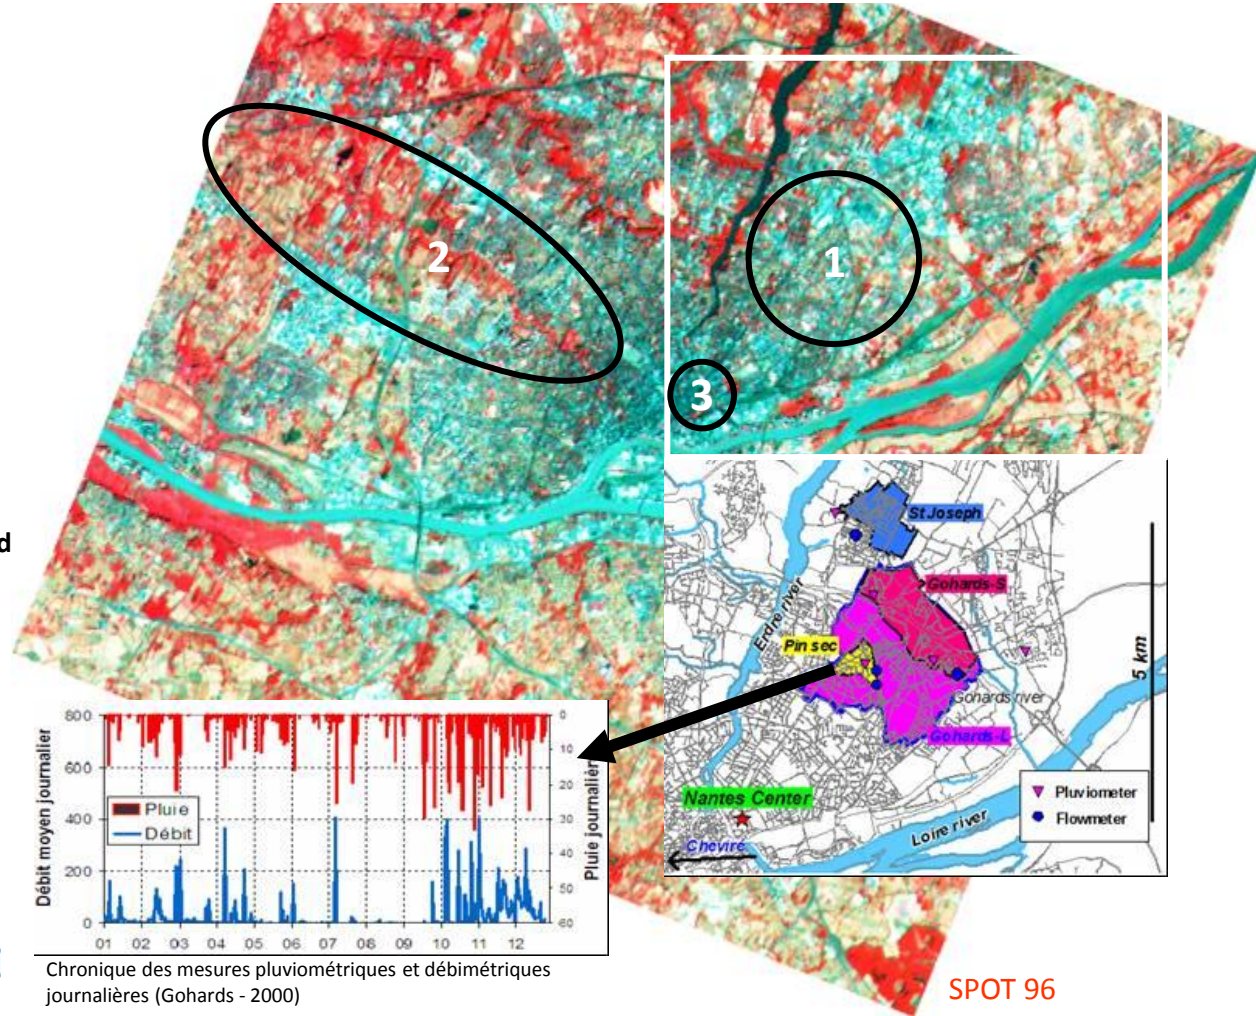 2
1
3
d
St Joseph
Gohards-S
Erdre river
Pin sec
5 km
Gohards river
Gohards-L
Nantes Center
Pluviometer
Flowmeter
Loire river
Cheviré
800
600
400
200
0
Débit moyen journalier
Pluie
Débit
0
10
20
30
40
50
60
Pluie journalière
01 02 03 04 05 06 07 08 09 10 11 12
Chronique des mesures pluviométriques et débimétriques
journalières (Gohards - 2000)
SPOT 96